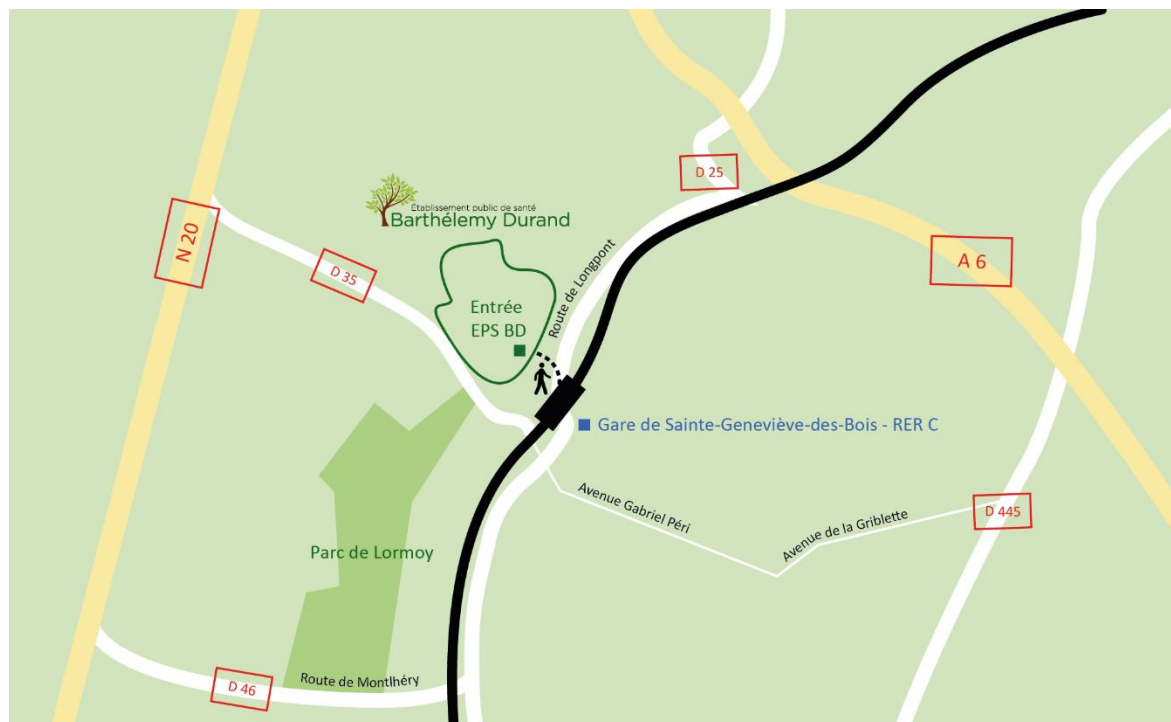 D 25
Établissement public de santé
Barthélemy Durand
N 20
D 35
Route de Longpont
A 6
Entrée
EPS BD
Gare de Sainte-Geneviève-des-Bois - RER C
Avenue Gabriel Péri
Avenue de la Griblette
D 445
Parc de Lormoy
D 46
Route de Montlhéry